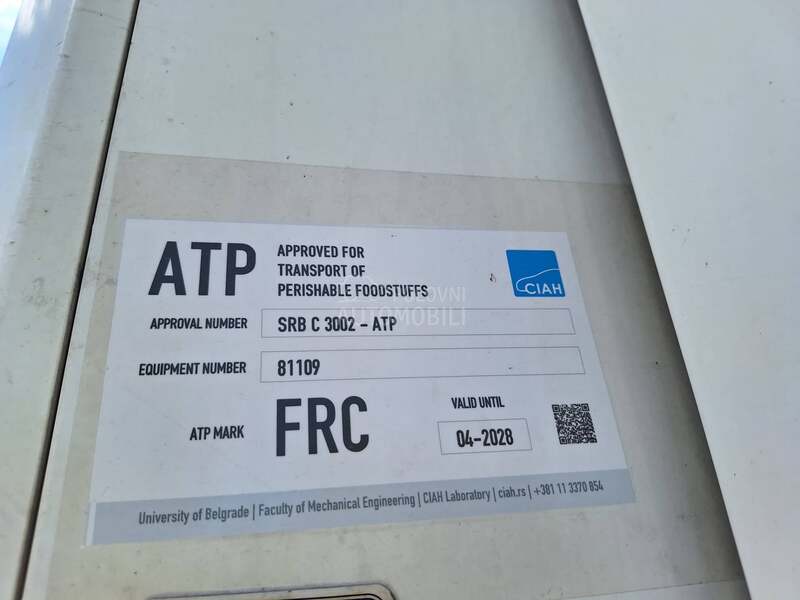 ATP
APPROVED FOR
TRANSPORT OF
PERISHABLE FOODSTUFFS
CIAH
POLOVNI
AUTOMOBILI
APPROVAL NUMBER SRB C 3002 - ATP
EQUIPMENT NUMBER 81109
ATP MARK FRC
VALID UNTIL
04-2028
University of Belgrade | Faculty of Mechanical Engineering | CIAH Laboratory | ciah.rs | +381 11 3370 854